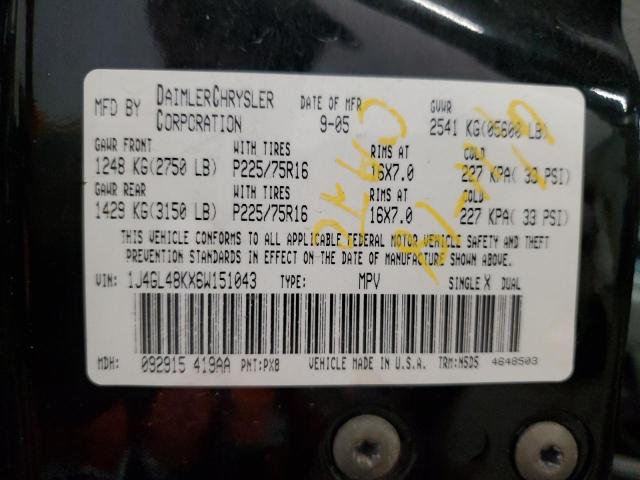 MFD BY DAIMLERCHRYSLER CORPORATION DATE OF MFR 9-05 GVWR 2541 KG(05800 LB)
GAWR FRONT WITH TIRES RIMS AT COLD
1248 KG(2750 LB) P225/75R16 16X7.0 227 KPA( 33 PSI)
GAWR REAR WITH TIRES RIMS AT COLD
1429 KG(3150 LB) P225/75R16 16X7.0 227 KPA( 33 PSI)
THIS VEHICLE CONFORMS TO ALL APPLICABLE FEDERAL MOTOR VEHICLE SAFETY AND THEFT
PREVENTION STANDARDS IN EFFECT ON THE DATE OF MANUFACTURE SHOWN ABOVE.
VIN: 1J4GL48KX6W151043 TYPE: MPV SINGLE X DUAL
MDH: 092915 419AA PNT:PX8 VEHICLE MADE IN U.S.A. TRM:N5D5 4648503